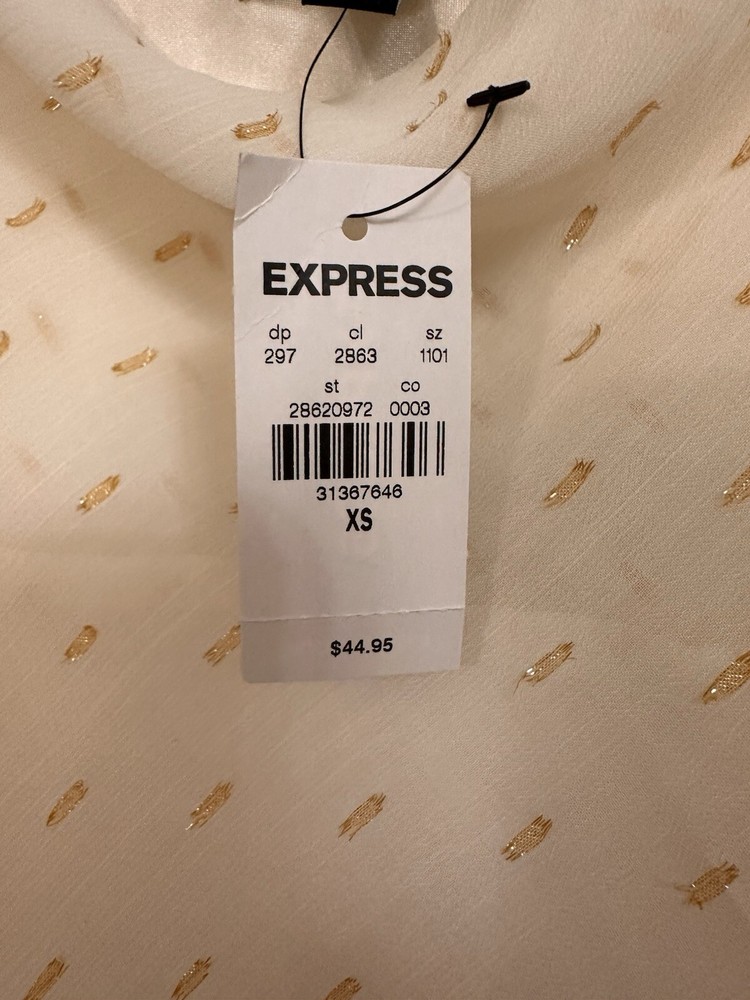 EXPRESS
dp cl sz
297 2863 1101
st co
28620972 0003
31367646
XS
$44.95